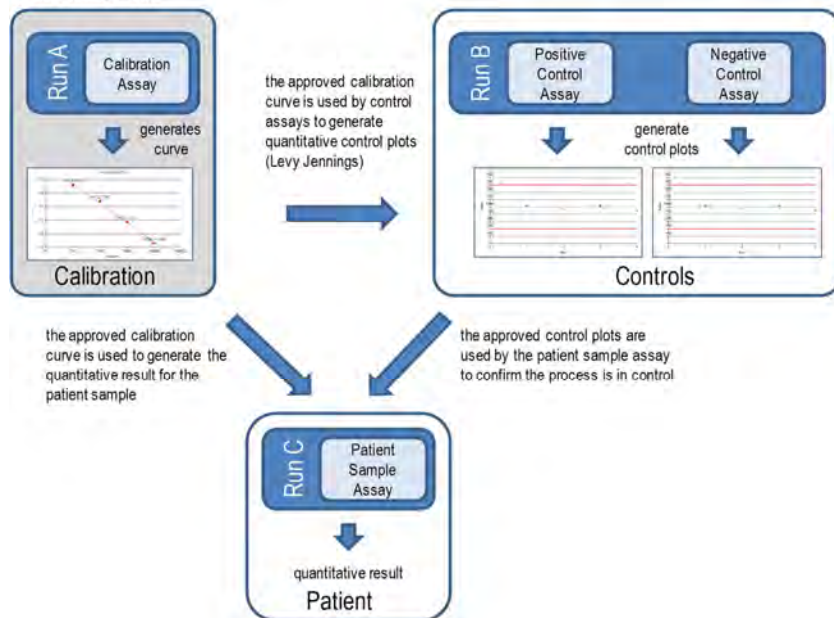 Run A
Calibration
Assay
generates
curve
Calibration
the approved calibration
curve is used by control
assays to generate
quantitative control plots
(Levy Jennings)
Run B
Positive
Control
Assay
Negative
Control
Assay
generate
control plots
Controls
the approved calibration
curve is used to generate the
quantitative result for the
patient sample
the approved control plots are
used by the patient sample assay
to confirm the process is in control
Run C
Patient
Sample
Assay
quantitative result
Patient